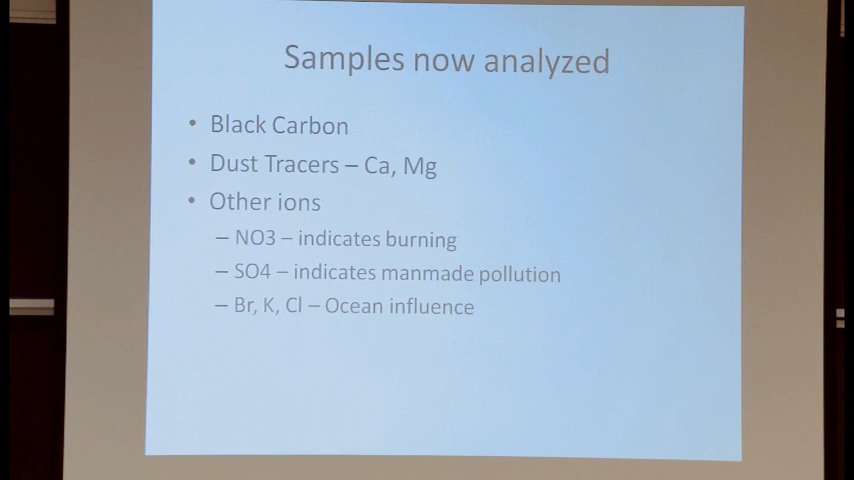 Samples now analyzed
• Black Carbon
• Dust Tracers – Ca, Mg
• Other ions
– NO3 – indicates burning
– SO4 – indicates manmade pollution
– Br, K, Cl – Ocean influence